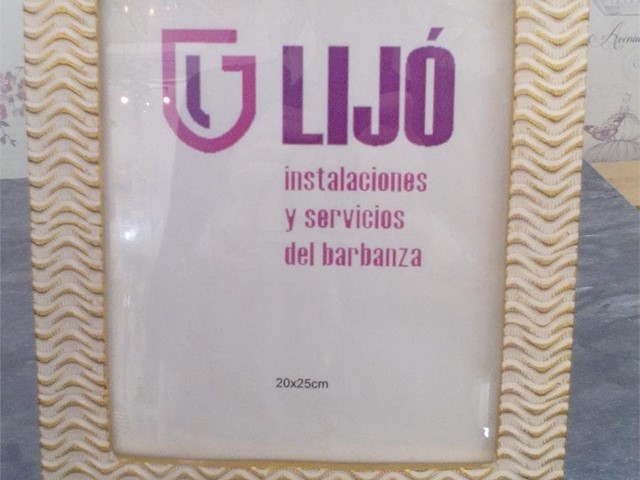 LIJÓ
instalaciones
y servicios
del barbanza
20x25cm